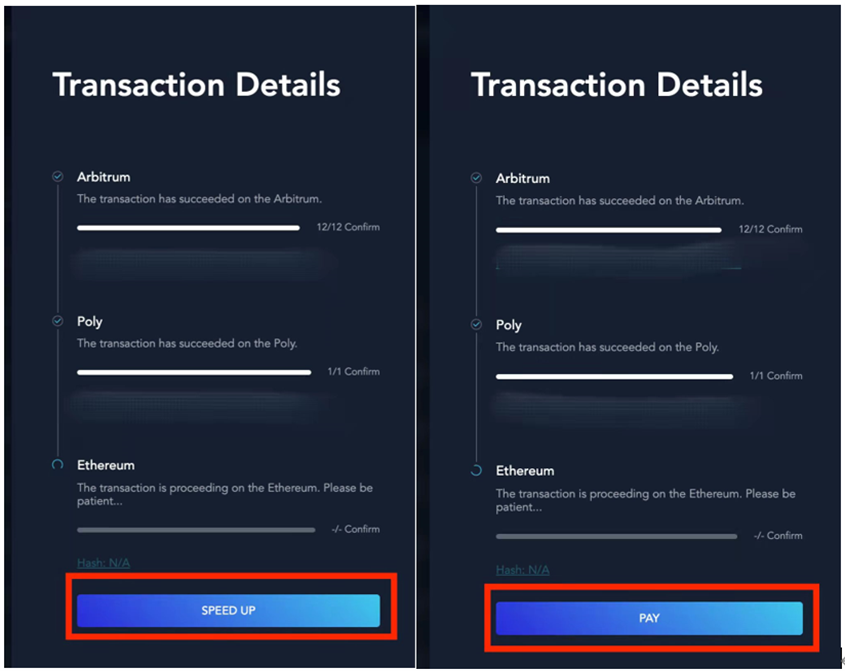 Transaction Details
Arbitrum
The transaction has succeeded on the Arbitrum.
12/12 Confirm
Poly
The transaction has succeeded on the Poly.
1/1 Confirm
Ethereum
The transaction is proceeding on the Ethereum. Please be
patient...
-/- Confirm
Hash: N/A
SPEED UP
Transaction Details
Arbitrum
The transaction has succeeded on the Arbitrum.
12/12 Confirm
Poly
The transaction has succeeded on the Poly.
1/1 Confirm
Ethereum
The transaction is proceeding on the Ethereum. Please be
patient...
-/- Confirm
Hash: N/A
PAY